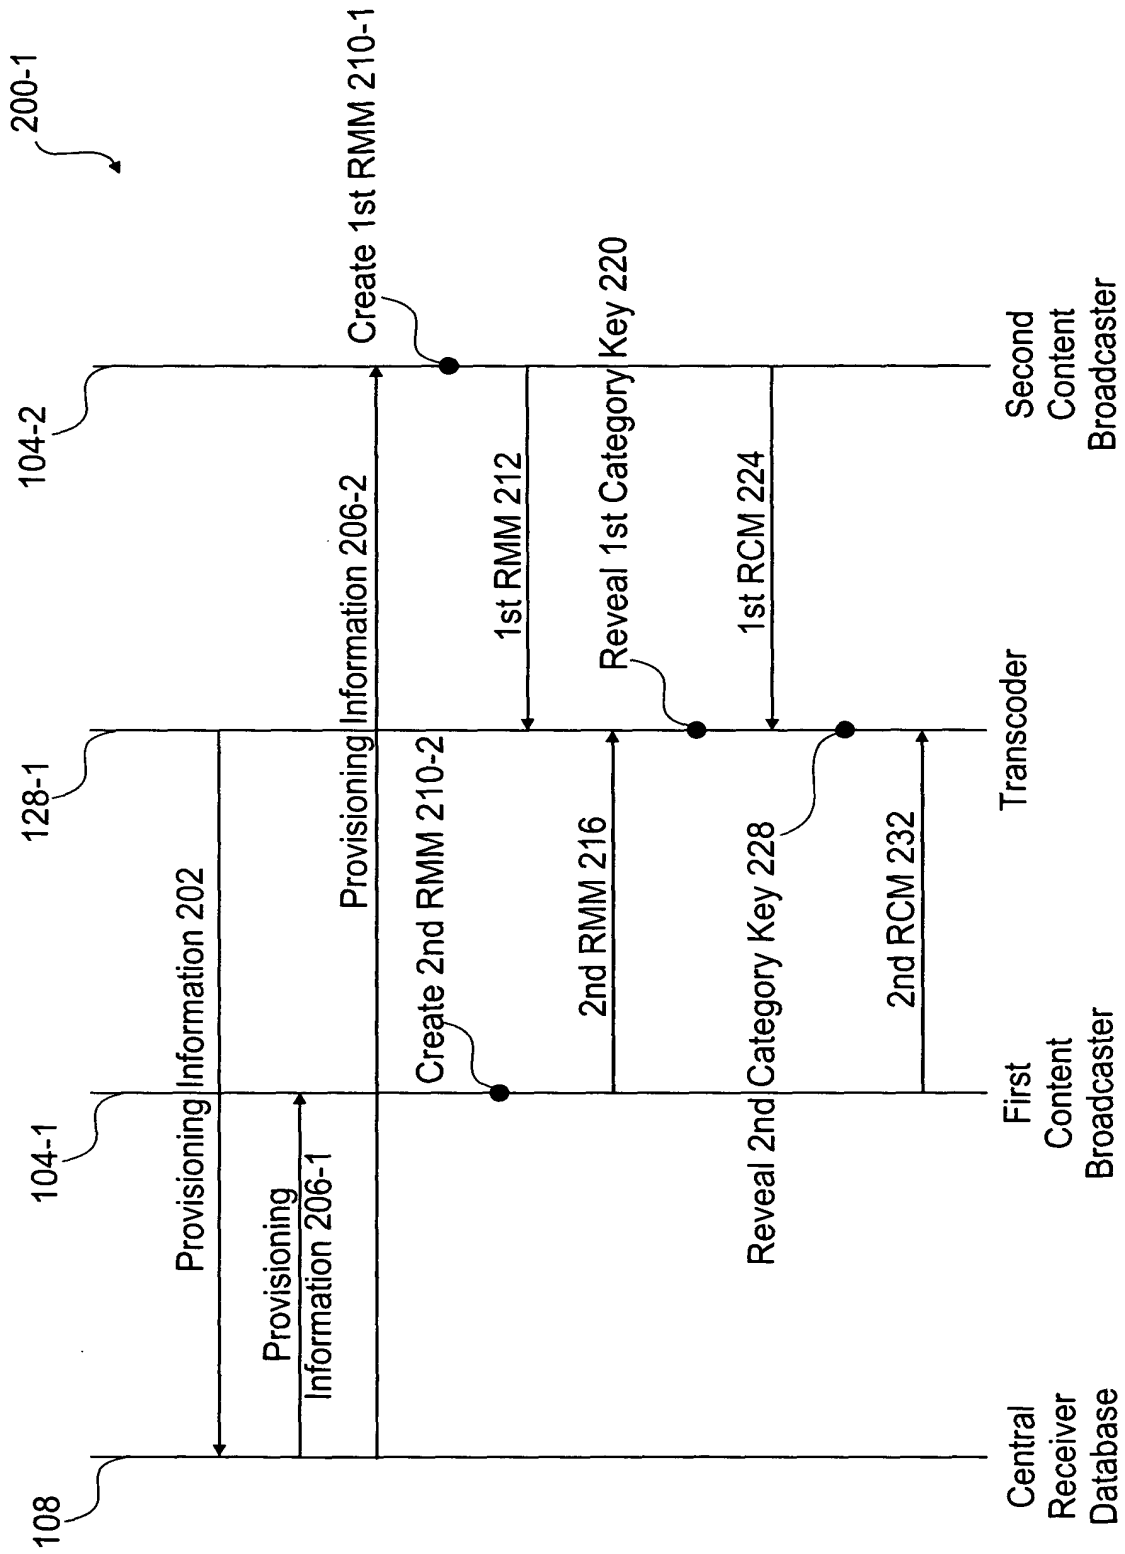 200-1
108
104-1
128-1
104-2
Provisioning Information 202
Provisioning
Information 206-1
Provisioning Information 206-2
Create 1st RMM 210-1
Create 2nd RMM 210-2
1st RMM 212
2nd RMM 216
Reveal 1st Category Key 220
1st RCM 224
Reveal 2nd Category Key 228
2nd RCM 232
Central
Receiver
Database
First
Content
Broadcaster
Transcoder
Second
Content
Broadcaster